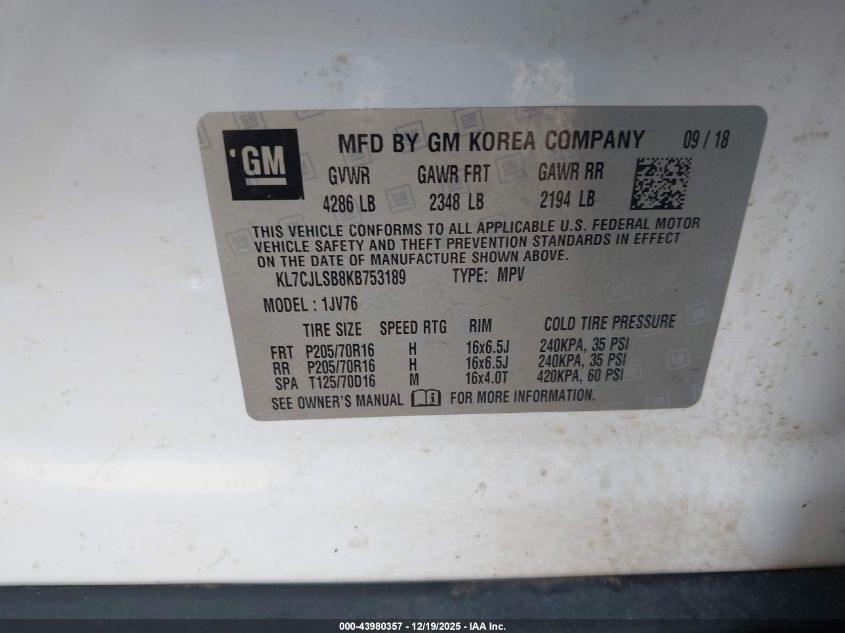 GM
MFD BY GM KOREA COMPANY 09 / 18
GVWR GAWR FRT GAWR RR
4286 LB 2348 LB 2194 LB
THIS VEHICLE CONFORMS TO ALL APPLICABLE U.S. FEDERAL MOTOR
VEHICLE SAFETY AND THEFT PREVENTION STANDARDS IN EFFECT
ON THE DATE OF MANUFACTURE SHOWN ABOVE.
KL7CJLSB8KB753189 TYPE: MPV
MODEL : 1JV76
TIRE SIZE SPEED RTG RIM COLD TIRE PRESSURE
FRT P205/70R16 H 16x6.5J 240KPA, 35 PSI
RR P205/70R16 H 16x6.5J 240KPA, 35 PSI
SPA T125/70D16 M 16x4.0T 420KPA, 60 PSI
SEE OWNER'S MANUAL FOR MORE INFORMATION.
000-43980357 - 12/19/2025 - IAA Inc.